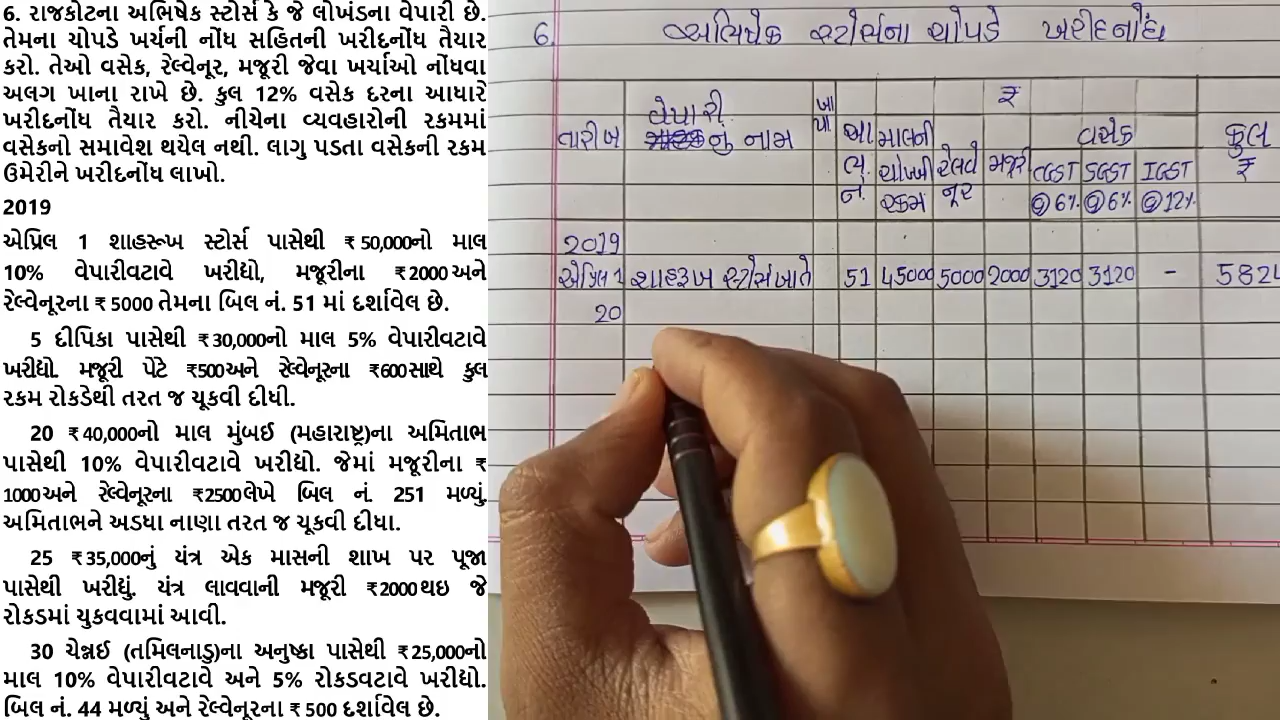 6. રાજકોટના અભિષેક સ્ટોર્સ કે જે લોખંડના વેપારી છે.
તેમના ચોપડે ખર્ચની નોંધ સહિતની ખરીદનોંધ તૈયાર
કરો. તેઓ વસેક, રેલ્વેનૂર, મજૂરી જેવા ખર્ચાઓ નોંધવા
અલગ ખાના રાખે છે. કુલ 12% વસેક દરના આધારે
ખરીદનોંધ તૈયાર કરો. નીચેના વ્યવહારોની રકમમાં
વસેકનો સમાવેશ થયેલ નથી. લાગુ પડતા વસેકની રકમ
ઉમેરીને ખરીદનોંધ લાખો.
2019
એપ્રિલ 1 શાહરૂખ સ્ટોર્સ પાસેથી ₹ 50,000નો માલ
10% વેપારીવટાવે ખરીદ્યો, મજૂરીના ₹2000 અને
રેલ્વેનૂરના ₹ 5000 તેમના બિલ નં. 51 માં દર્શાવેલ છે.
5 દીપિકા પાસેથી ₹30,000નો માલ 5% વેપારીવટાવે
ખરીદ્યો. મજૂરી પેટે ₹500અને રેલ્વેનૂરના ₹600સાથે કુલ
રકમ રોકડેથી તરત જ ચૂકવી દીધી.
20 ₹40,000નો માલ મુંબઈ (મહારાષ્ટ્ર)ના અમિતાભ
પાસેથી 10% વેપારીવટાવે ખરીદ્યો. જેમાં મજૂરીના ₹
1000અને રેલ્વેનૂરના ₹2500લેખે બિલ નં. 251 મળ્યું.
અમિતાભને અડધા નાણા તરત જ ચૂકવી દીધા.
25 ₹35,000નું યંત્ર એક માસની શાખ પર પૂજા
પાસેથી ખરીદ્યું. યંત્ર લાવવાની મજૂરી ₹2000થઇ જે
રોકડમાં ચુકવવામાં આવી.
30 ચેન્નઈ (તમિલનાડુ)ના અનુષ્કા પાસેથી ₹25,000નો
માલ 10% વેપારીવટાવે અને 5% રોકડવટાવે ખરીદ્યો.
બિલ નં. 44 મળ્યું અને રેલ્વેનૂરના ₹ 500 દર્શાવેલ છે.
6. અભિષેક સ્ટોર્સના ચોપડે ખરીદનોંધ
₹
તારીખ વેપારીનું નામ ખા પા આ ભ નં. માલની ચોખ્ખી રકમ રેલવે નૂર મજૂરી વસેક કુલ ₹
CGST SGST IGST
@6% @6% @12%
2019
એપ્રિલ 1 શાહરૂખ સ્ટોર્સ ખાતે 51 45000 5000 2000 3120 3120 - 5824
20